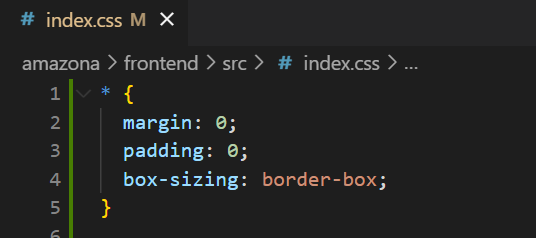 # index.css M ×
amazona > frontend > src > # index.css > ...
1 * {
2 margin: 0;
3 padding: 0;
4 box-sizing: border-box;
5 }
6